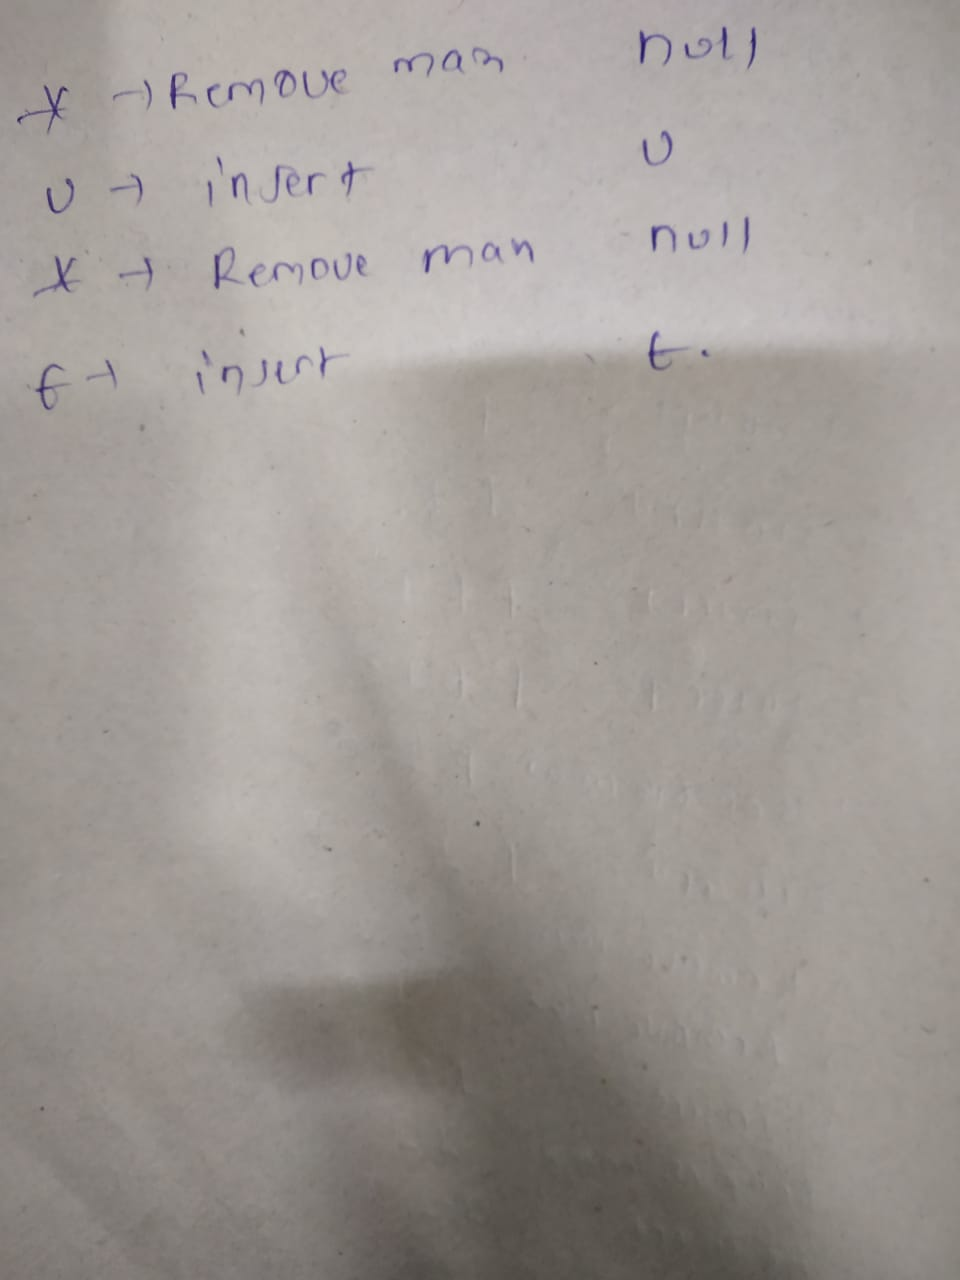 * → Remove max null
U → insert U
* → Remove max null
E → insert E.